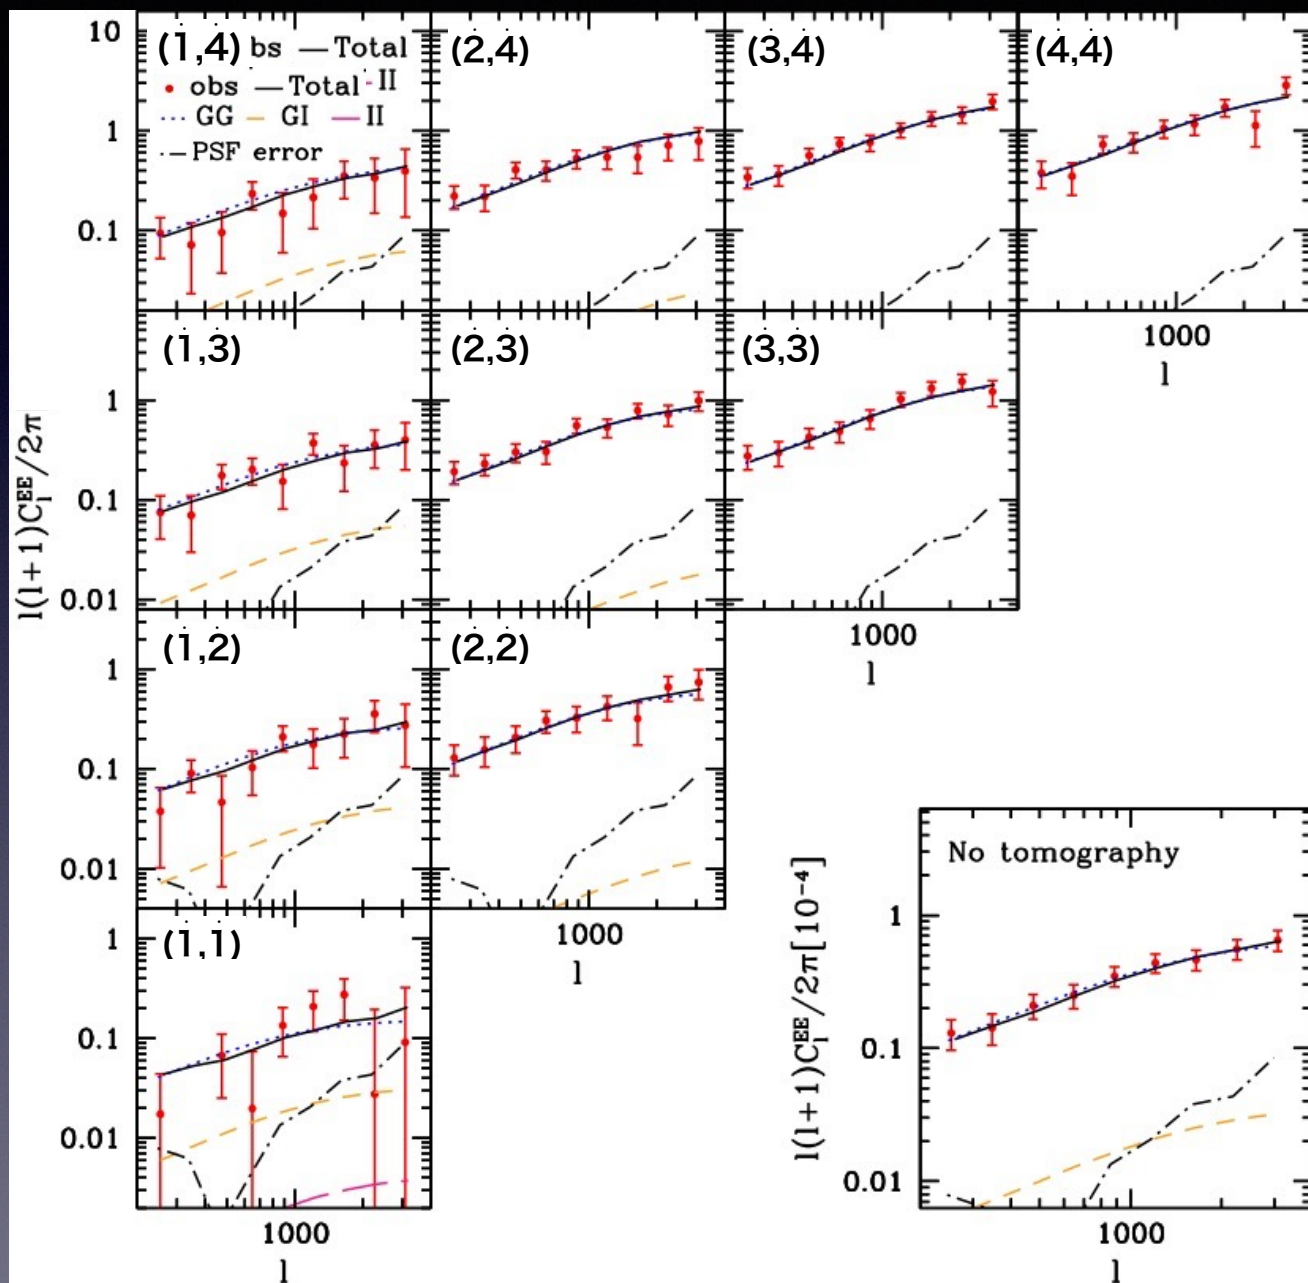 10
(1,4) bs — Total
(2,4)
(3,4)
(4,4)
obs — Total - II
1
GG GI II
PSF error
0.1
1000
l
(1,3)
(2,3)
(3,3)
1
0.1
0.01
1000
l
l(l+1)C_l^EE/2π
(1,2)
(2,2)
1
0.1
0.01
1000
l
(1,1)
1
0.1
0.01
1000
l
No tomography
l(l+1)C_l^EE/2π[10^-4]
1
0.1
0.01
1000
l